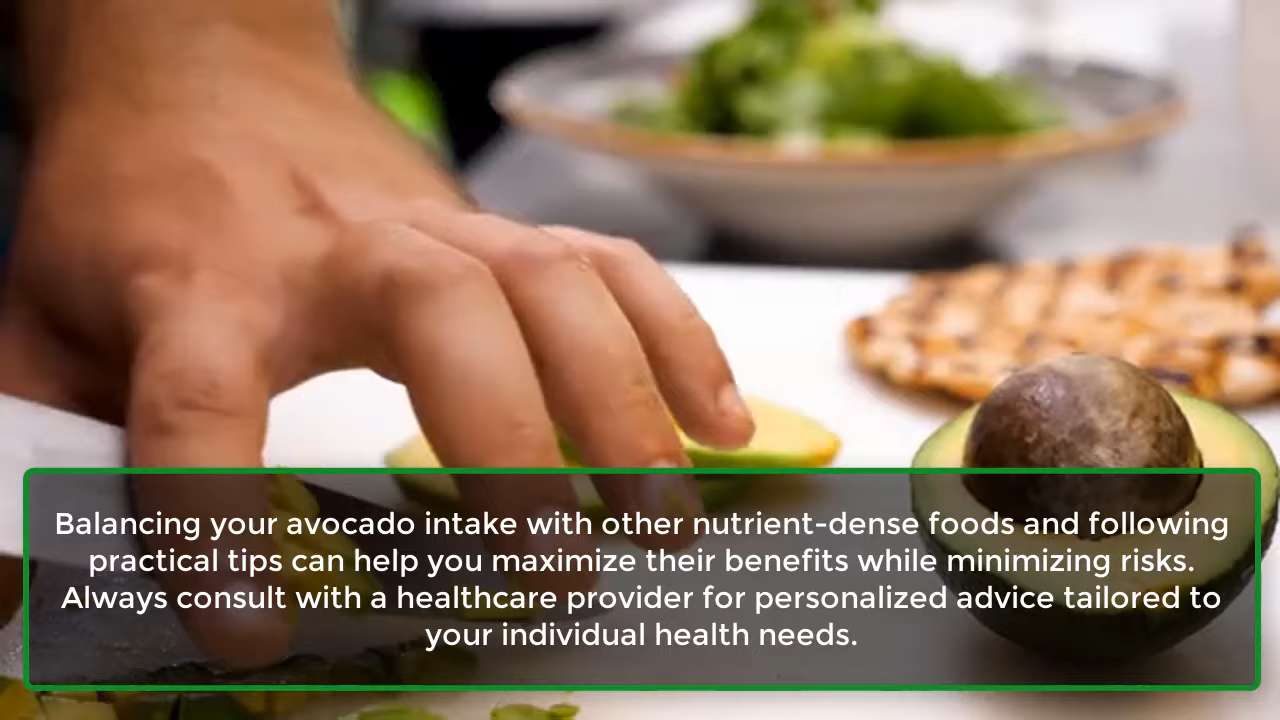 Balancing your avocado intake with other nutrient-dense foods and following
practical tips can help you maximize their benefits while minimizing risks.
Always consult with a healthcare provider for personalized advice tailored to
your individual health needs.